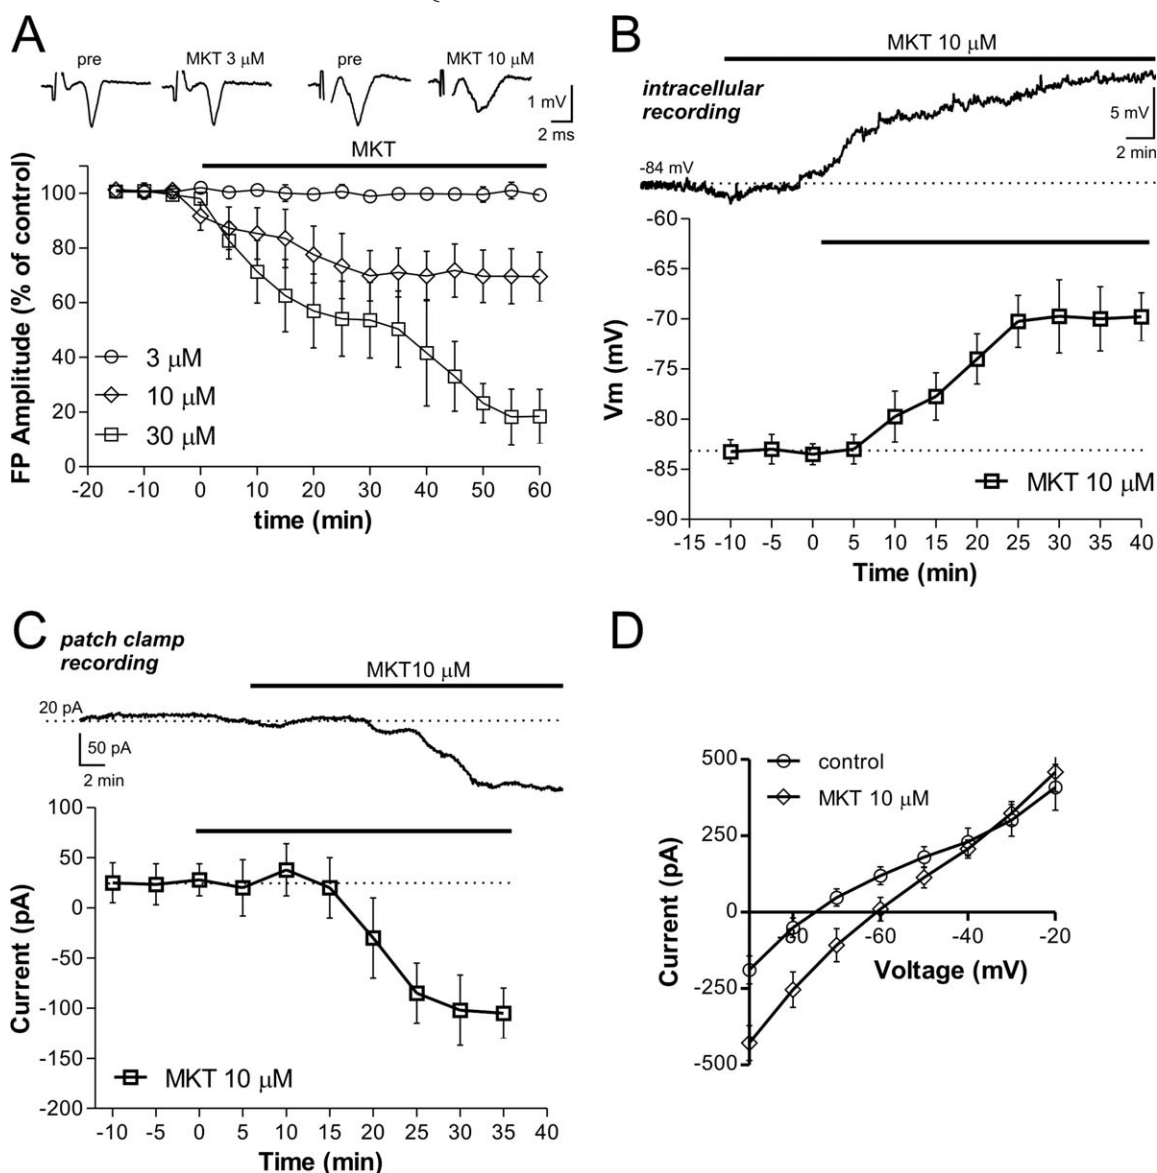 A
pre
MKT 3 μM
pre
MKT 10 μM
1 mV
2 ms
MKT
FP Amplitude (% of control)
100
80
60
40
20
0
3 μM
10 μM
30 μM
-20 -10 0 10 20 30 40 50 60
time (min)
B
MKT 10 μM
intracellular
recording
5 mV
2 min
-84 mV
Vm (mV)
-60
-65
-70
-75
-80
-85
-90
MKT 10 μM
-15 -10 -5 0 5 10 15 20 25 30 35 40
Time (min)
C
patch clamp
recording
MKT10 μM
20 pA
50 pA
2 min
Current (pA)
100
50
0
-50
-100
-150
-200
MKT 10 μM
-10 -5 0 5 10 15 20 25 30 35 40
Time (min)
D
control
MKT 10 μM
Current (pA)
500
250
0
-250
-500
-80 -60 -40 -20
Voltage (mV)